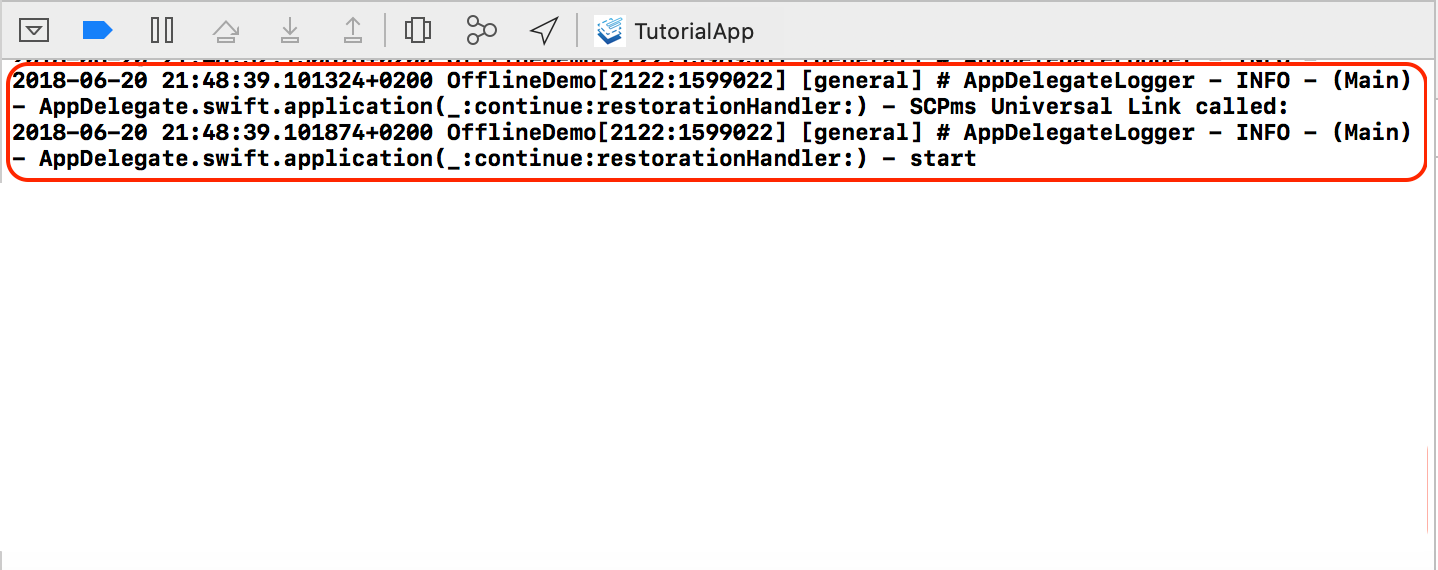 TutorialApp
2018-06-20 21:48:39.101324+0200 OfflineDemo[2122:1599022] [general] # AppDelegateLogger - INFO - (Main)
- AppDelegate.swift.application(_:continue:restorationHandler:) - SCPms Universal Link called:
2018-06-20 21:48:39.101874+0200 OfflineDemo[2122:1599022] [general] # AppDelegateLogger - INFO - (Main)
- AppDelegate.swift.application(_:continue:restorationHandler:) - start